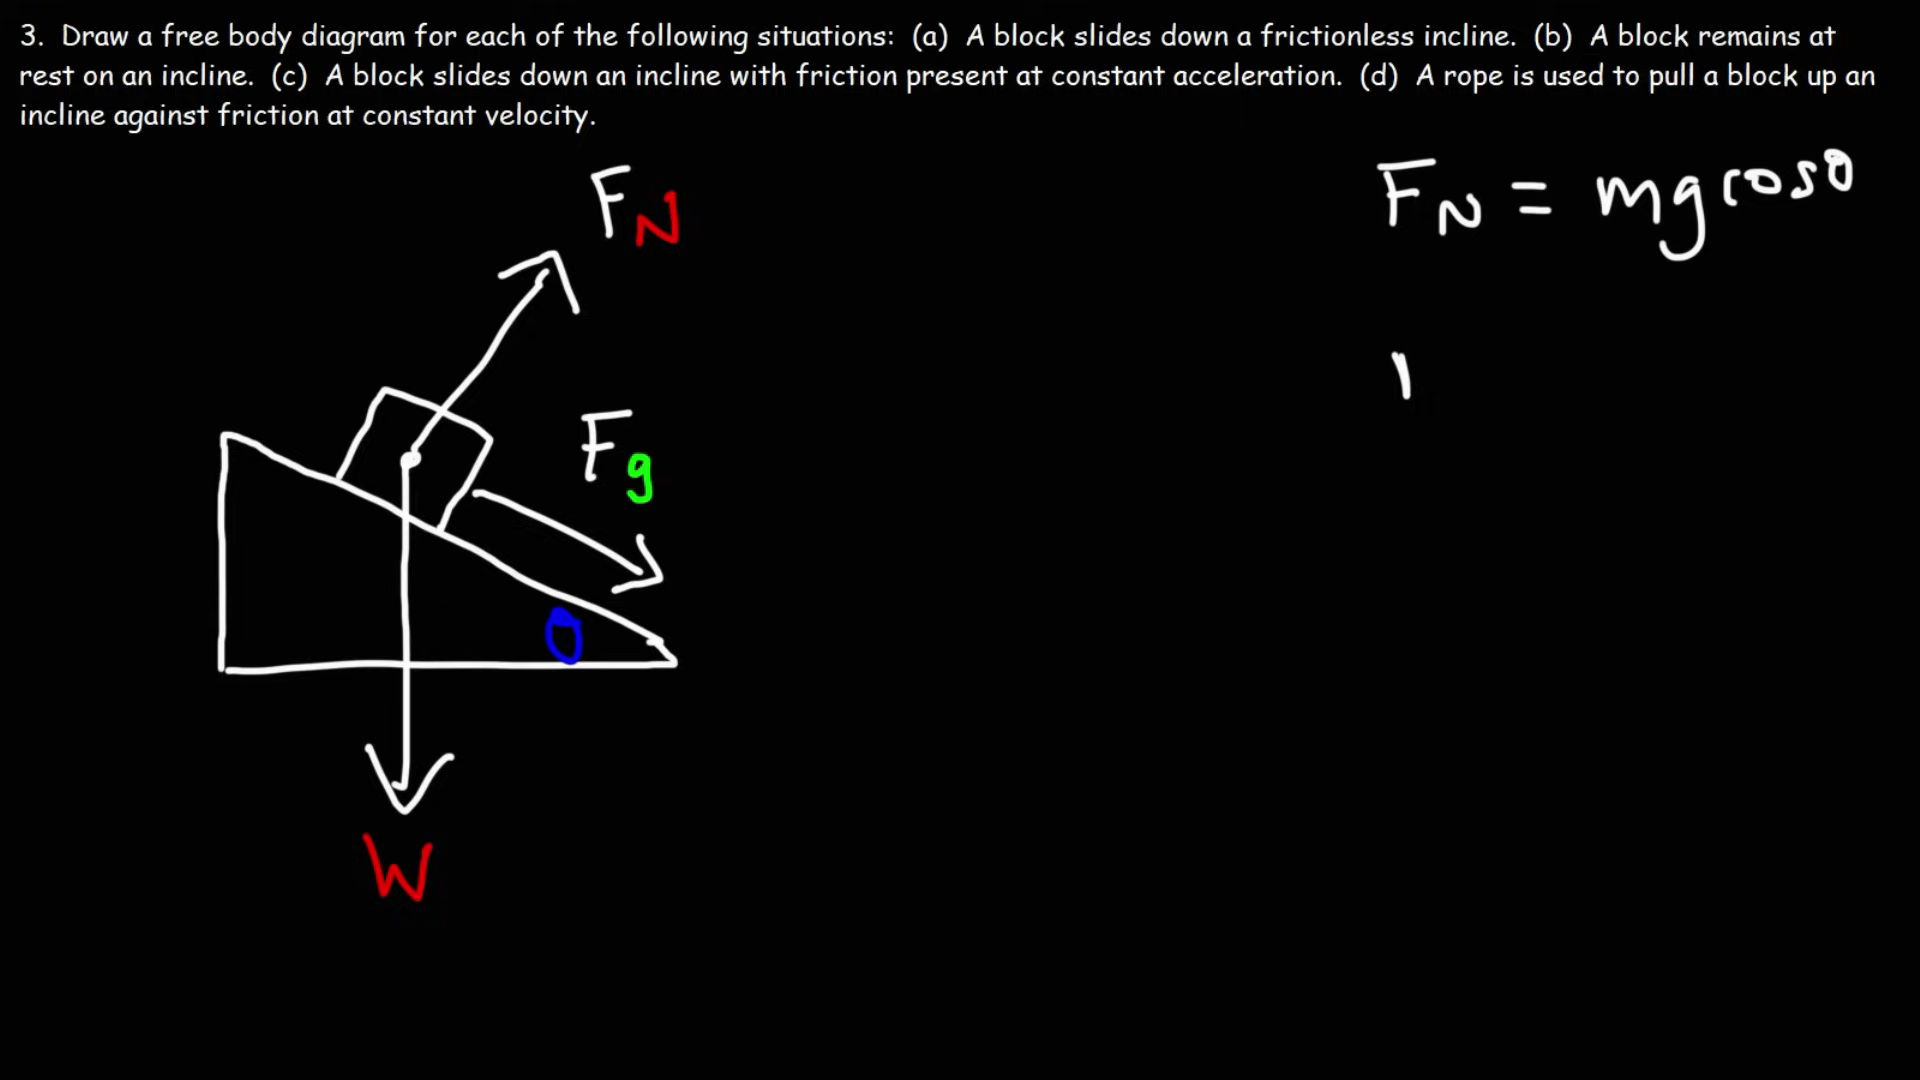 3. Draw a free body diagram for each of the following situations: (a) A block slides down a frictionless incline. (b) A block remains at
rest on an incline. (c) A block slides down an incline with friction present at constant acceleration. (d) A rope is used to pull a block up an
incline against friction at constant velocity.
FN
FN = mg cosθ
Fg
θ
W